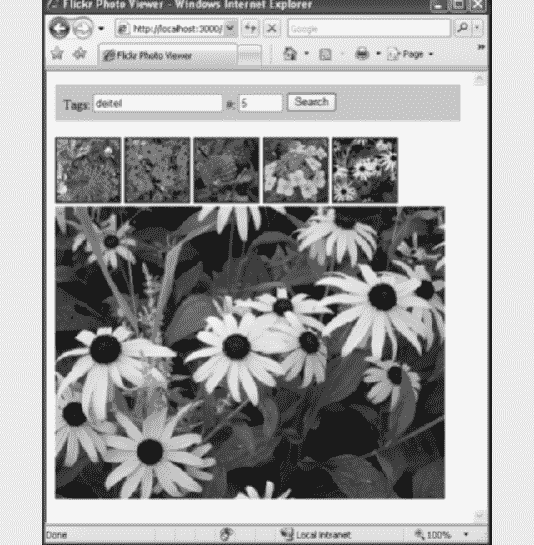 Flickr Photo Viewer - Windows Internet Explorer
http://localhost:3000/
Google
Flickr Photo Viewer
Page
Tags: deitel #: 5 Search
Done Local intranet 100%